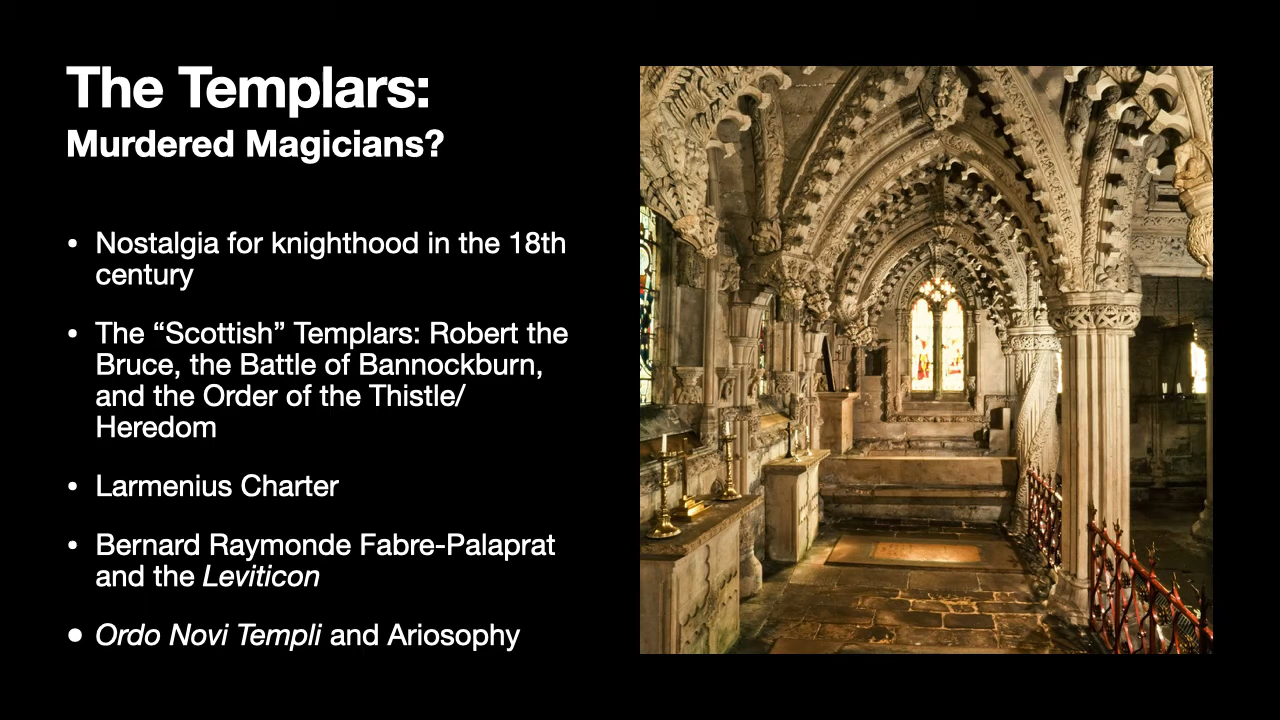 The Templars:
Murdered Magicians?
• Nostalgia for knighthood in the 18th
century
• The “Scottish” Templars: Robert the
Bruce, the Battle of Bannockburn,
and the Order of the Thistle/
Heredom
• Larmenius Charter
• Bernard Raymonde Fabre-Palaprat
and the Leviticon
• Ordo Novi Templi and Ariosophy